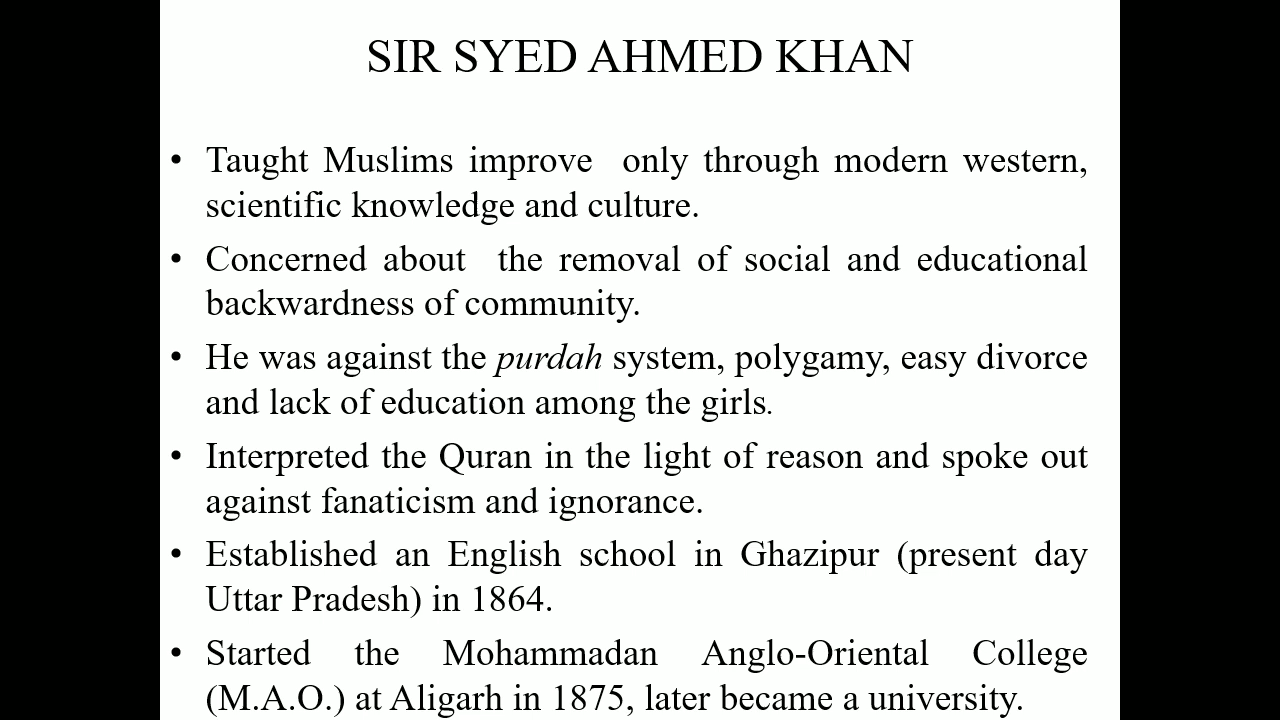 SIR SYED AHMED KHAN
• Taught Muslims improve only through modern western,
scientific knowledge and culture.
• Concerned about the removal of social and educational
backwardness of community.
• He was against the purdah system, polygamy, easy divorce
and lack of education among the girls.
• Interpreted the Quran in the light of reason and spoke out
against fanaticism and ignorance.
• Established an English school in Ghazipur (present day
Uttar Pradesh) in 1864.
• Started the Mohammadan Anglo-Oriental College
(M.A.O.) at Aligarh in 1875, later became a university.